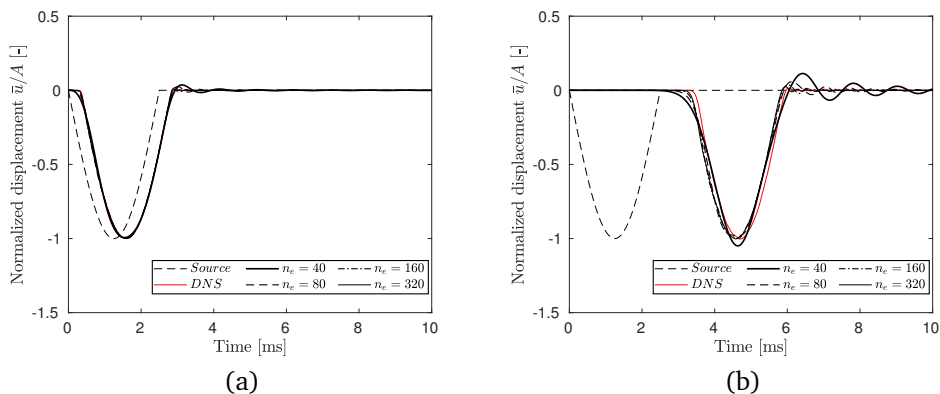 0.5
0
-0.5
-1
-1.5
Normalized displacement ū/A [-]
0 2 4 6 8 10
Time [ms]
Source n_e = 40 n_e = 160
DNS n_e = 80 n_e = 320
(a)
0.5
0
-0.5
-1
-1.5
Normalized displacement ū/A [-]
0 2 4 6 8 10
Time [ms]
Source n_e = 40 n_e = 160
DNS n_e = 80 n_e = 320
(b)